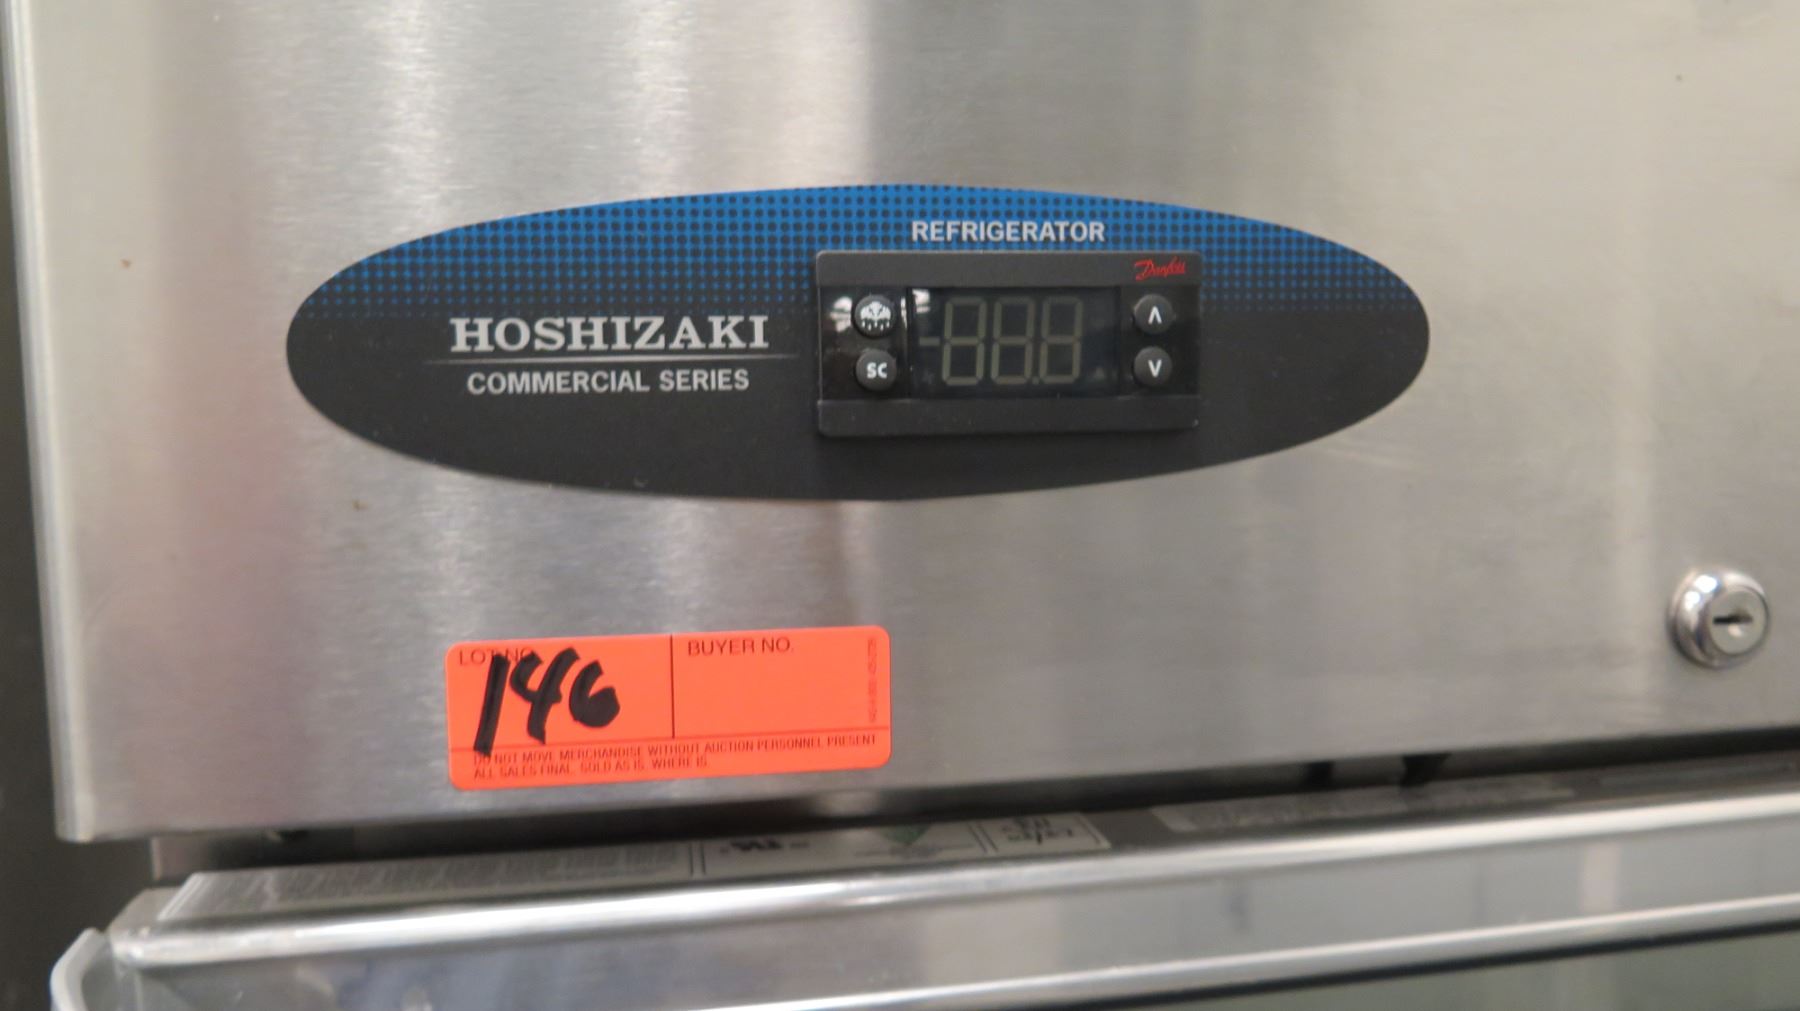 REFRIGERATOR
Danfoss
HOSHIZAKI
COMMERCIAL SERIES
SC
-88.8
Λ
V
LOT NO.
146
BUYER NO.
DO NOT MOVE MERCHANDISE WITHOUT AUCTION PERSONNEL PRESENT
ALL SALES FINAL. SOLD AS IS. WHERE IS.